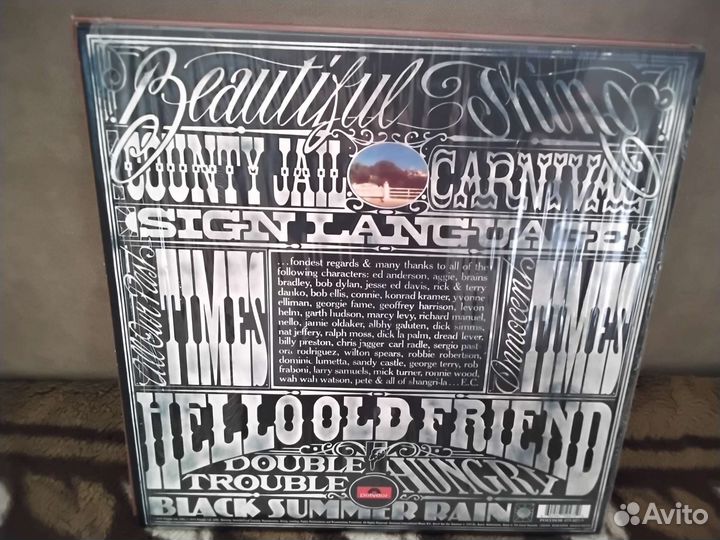 Beautiful Thing
COUNTY JAIL CARNIVAL
SIGN LANGUAGE
All Our Past
TIMES
...fondest regards & many thanks to all of the
following characters: ed anderson, aggie, brains
bradley, bob dylan, jesse ed davis, rick & terry
danko, bob ellis, connie, konrad kramer, yvonne
elliman, georgie fame, geoffrey harrison, levon
helm, garth hudson, marcy levy, richard manuel,
nello, jamie oldaker, albhy galuten, dick simms,
nat jeffery, ralph moss, dick la palm, dread lever,
billy preston, chris jagger carl radle, sergio past-
ora rodriguez, wilton spears, robbie robertson,
dominic lumetta, sandy castle, george terry, rob
fraboni, larry samuels, mick turner, ronnie wood,
wah wah watson, pete & all of shangri-la...E.C.
Innocent
TIMES
HELLO OLD FRIEND
DOUBLE TROUBLE
HUNGRY
Polydor
BLACK SUMMER RAIN
POLYDOR
Avito